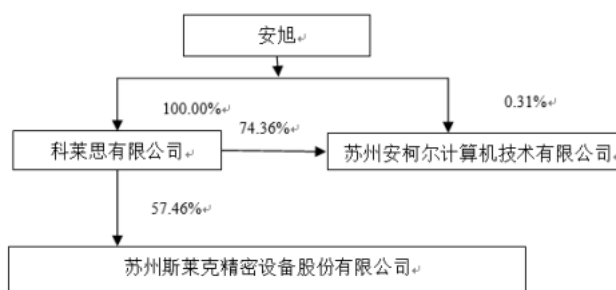 安旭
100.00%
0.31%
74.36%
科莱思有限公司
苏州安柯尔计算机技术有限公司
57.46%
苏州斯莱克精密设备股份有限公司